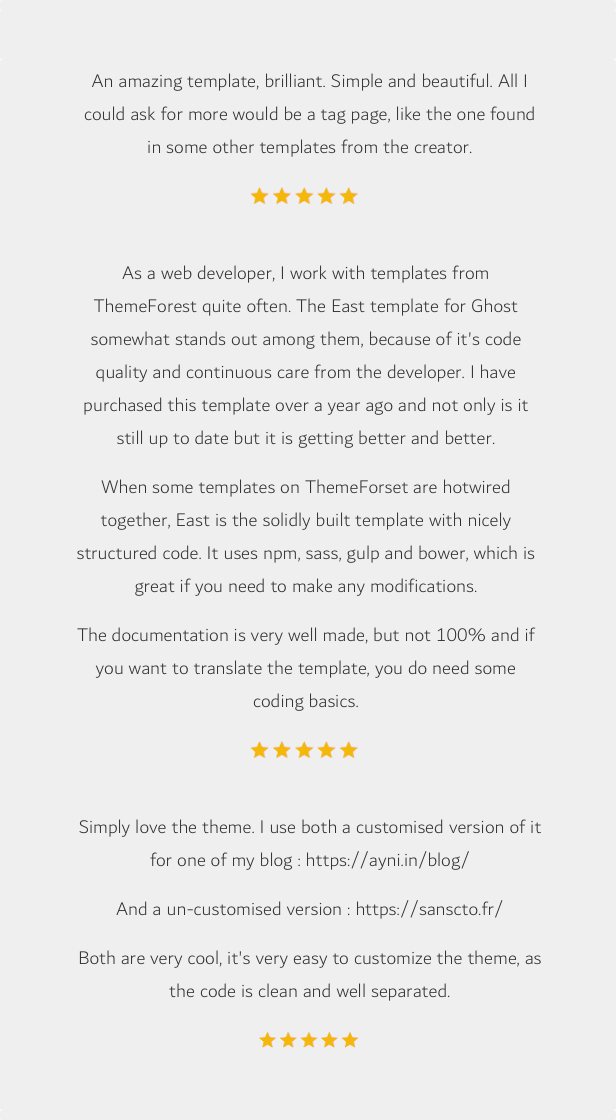 An amazing template, brilliant. Simple and beautiful. All I
could ask for more would be a tag page, like the one found
in some other templates from the creator.
As a web developer, I work with templates from
ThemeForest quite often. The East template for Ghost
somewhat stands out among them, because of it's code
quality and continuous care from the developer. I have
purchased this template over a year ago and not only is it
still up to date but it is getting better and better.
When some templates on ThemeForset are hotwired
together, East is the solidly built template with nicely
structured code. It uses npm, sass, gulp and bower, which is
great if you need to make any modifications.
The documentation is very well made, but not 100% and if
you want to translate the template, you do need some
coding basics.
Simply love the theme. I use both a customised version of it
for one of my blog : https://ayni.in/blog/
And a un-customised version : https://sanscto.fr/
Both are very cool, it's very easy to customize the theme, as
the code is clean and well separated.